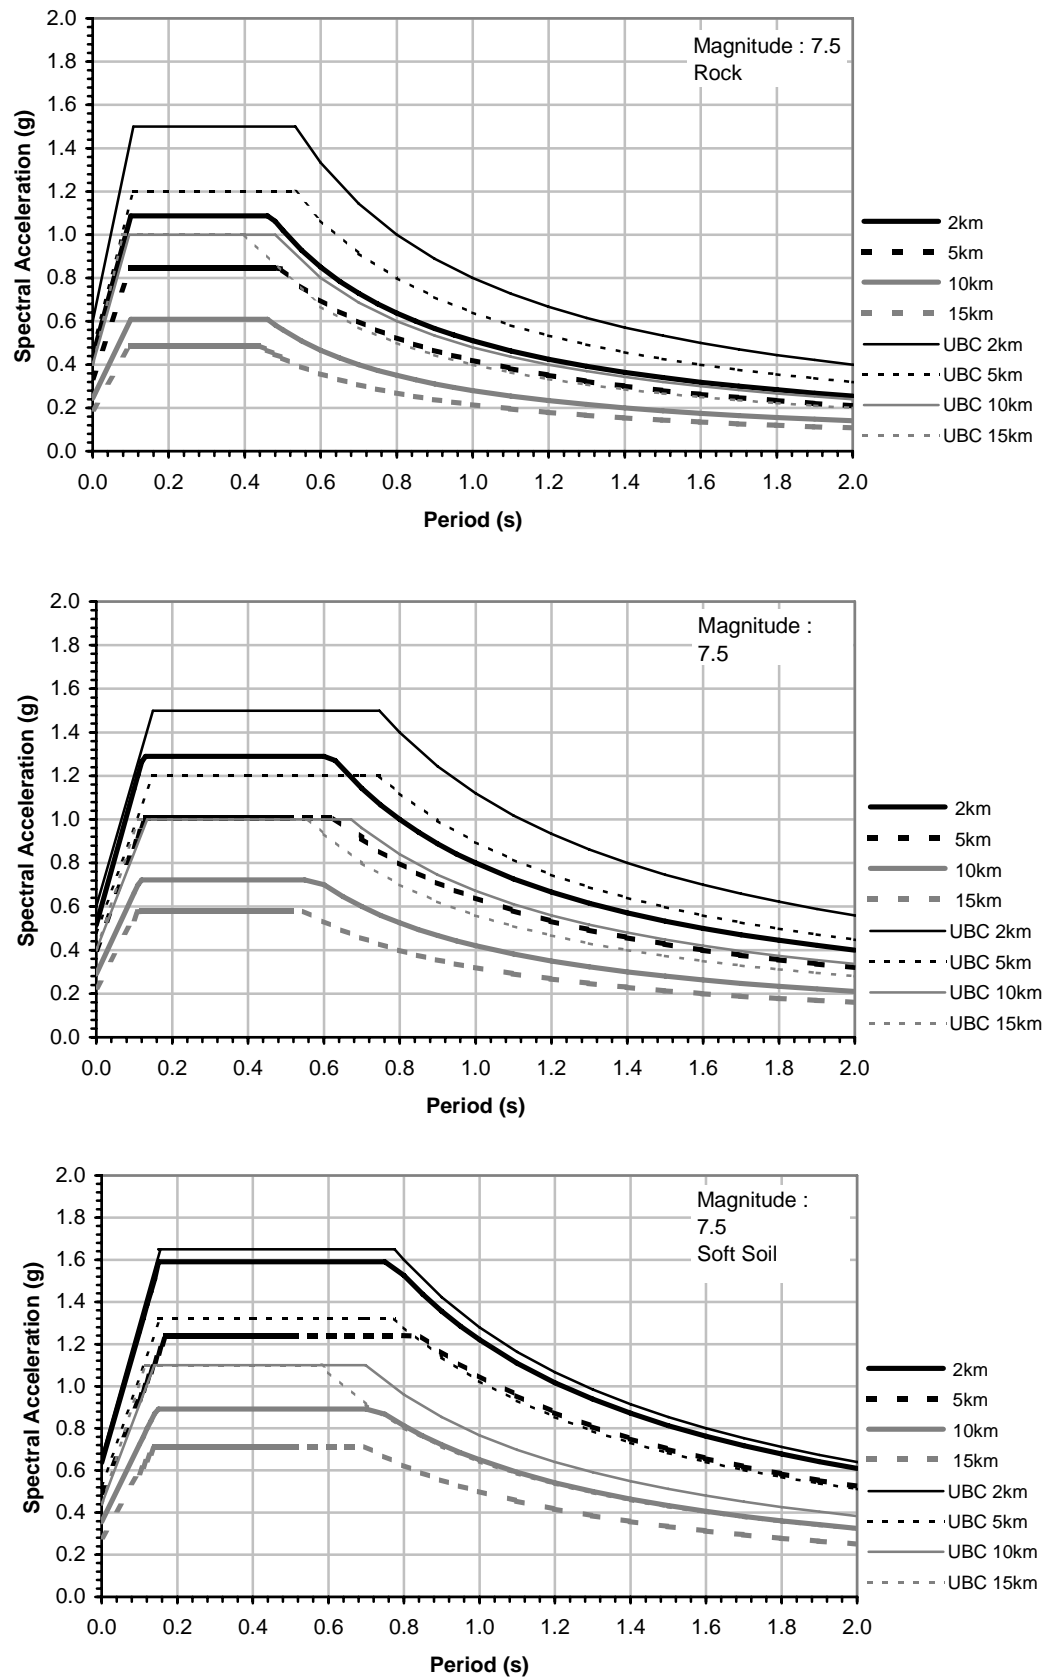 2.0
1.8
1.6
1.4
1.2
1.0
0.8
0.6
0.4
0.2
0.0
Spectral Acceleration (g)
Magnitude : 7.5
Rock
0.0 0.2 0.4 0.6 0.8 1.0 1.2 1.4 1.6 1.8 2.0
Period (s)
2km
5km
10km
15km
UBC 2km
UBC 5km
UBC 10km
UBC 15km
2.0
1.8
1.6
1.4
1.2
1.0
0.8
0.6
0.4
0.2
0.0
Spectral Acceleration (g)
Magnitude :
7.5
0.0 0.2 0.4 0.6 0.8 1.0 1.2 1.4 1.6 1.8 2.0
Period (s)
2km
5km
10km
15km
UBC 2km
UBC 5km
UBC 10km
UBC 15km
2.0
1.8
1.6
1.4
1.2
1.0
0.8
0.6
0.4
0.2
0.0
Spectral Acceleration (g)
Magnitude :
7.5
Soft Soil
0.0 0.2 0.4 0.6 0.8 1.0 1.2 1.4 1.6 1.8 2.0
Period (s)
2km
5km
10km
15km
UBC 2km
UBC 5km
UBC 10km
UBC 15km